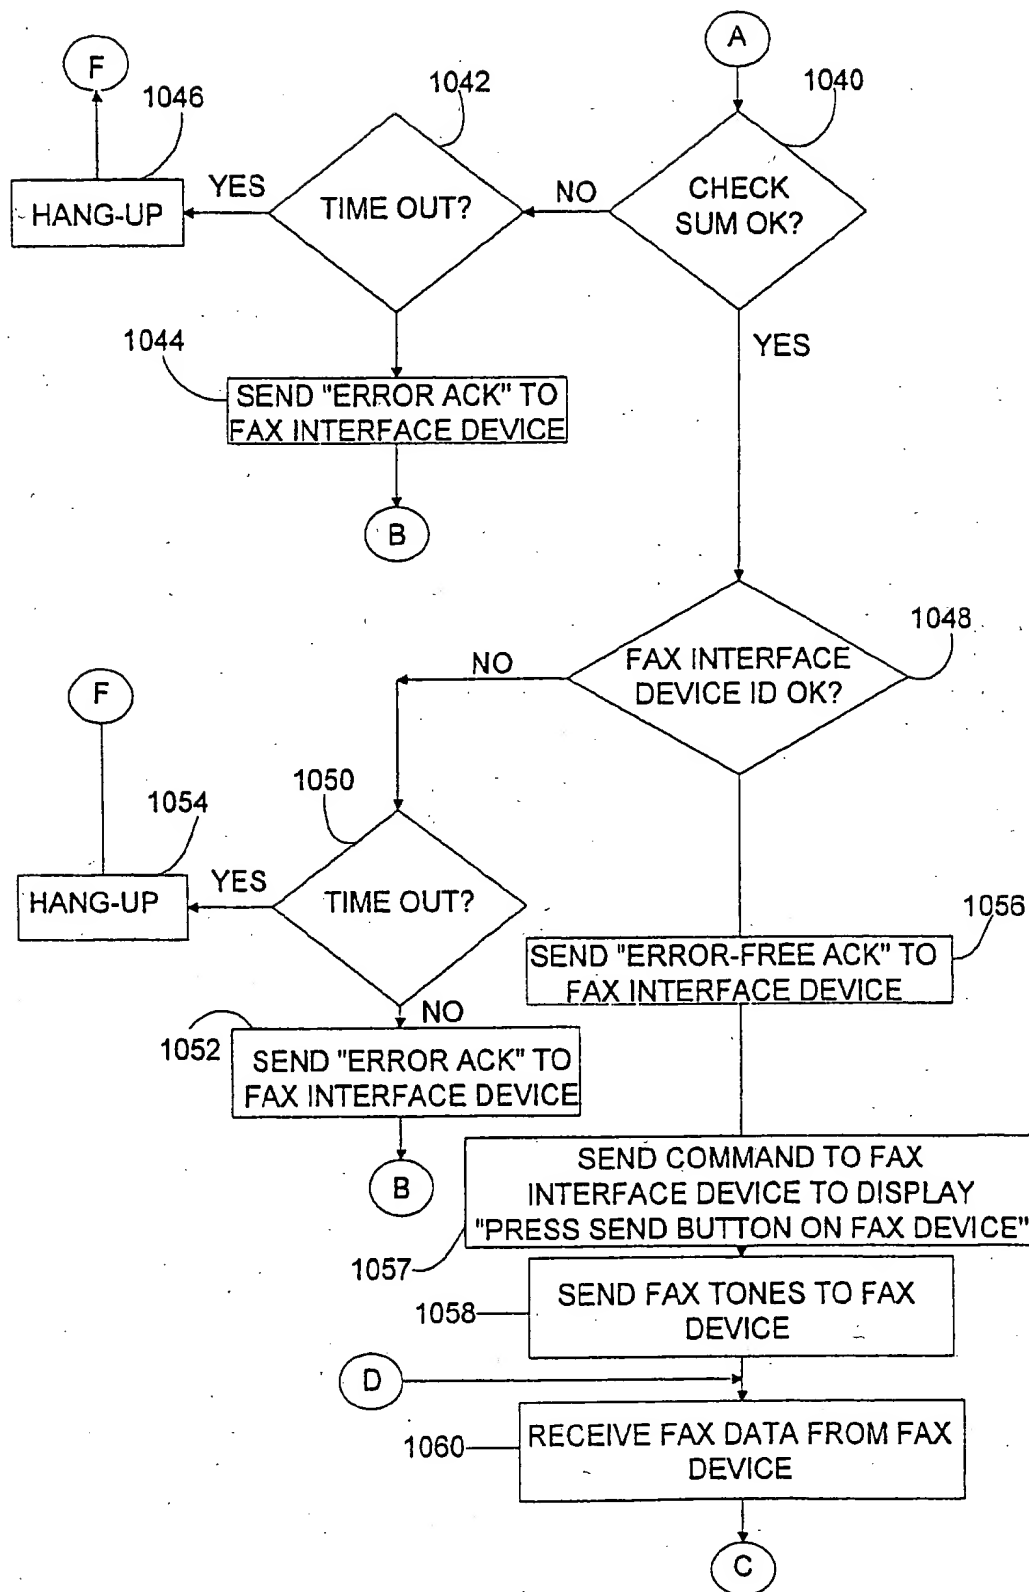 A
F
1046
1042
1040
HANG-UP
YES
TIME OUT?
NO
CHECK
SUM OK?
YES
1044
SEND "ERROR ACK" TO
FAX INTERFACE DEVICE
B
1048
FAX INTERFACE
DEVICE ID OK?
NO
F
1050
1054
HANG-UP
YES
TIME OUT?
1056
SEND "ERROR-FREE ACK" TO
FAX INTERFACE DEVICE
NO
1052
SEND "ERROR ACK" TO
FAX INTERFACE DEVICE
B
SEND COMMAND TO FAX
INTERFACE DEVICE TO DISPLAY
"PRESS SEND BUTTON ON FAX DEVICE"
1057
SEND FAX TONES TO FAX
DEVICE
1058
D
RECEIVE FAX DATA FROM FAX
DEVICE
1060
C